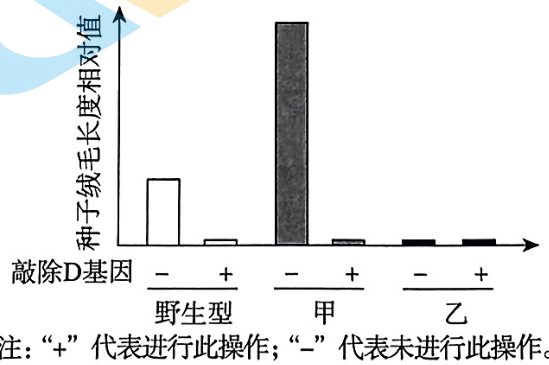 种子绒毛长度相对值
敲除D基因 − + − + − +
野生型 甲 乙
注：“+”代表进行此操作；“−”代表未进行此操作。